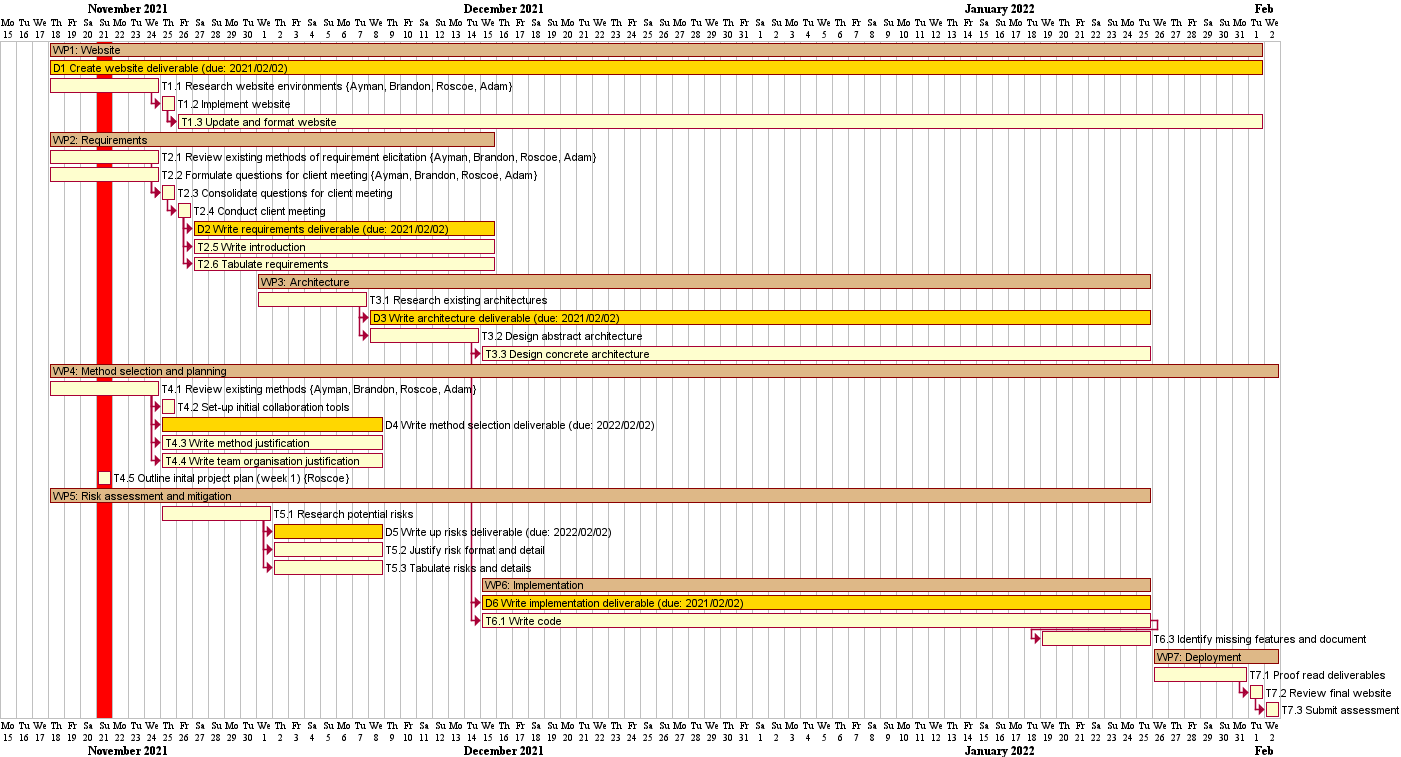 November 2021 December 2021 January 2022 Feb
Mo Tu We Th Fr Sa Su Mo Tu We Th Fr Sa Su Mo Tu We Th Fr Sa Su Mo Tu We Th Fr Sa Su Mo Tu We Th Fr Sa Su Mo Tu We Th Fr Sa Su Mo Tu We Th Fr Sa Su Mo Tu We Th Fr Sa Su Mo Tu We Th Fr Sa Su Mo Tu We Th Fr Sa Su Mo Tu We Th Fr Sa Su Mo Tu We
15 16 17 18 19 20 21 22 23 24 25 26 27 28 29 30 1 2 3 4 5 6 7 8 9 10 11 12 13 14 15 16 17 18 19 20 21 22 23 24 25 26 27 28 29 30 31 1 2 3 4 5 6 7 8 9 10 11 12 13 14 15 16 17 18 19 20 21 22 23 24 25 26 27 28 29 30 31 1 2
WP1: Website
D1 Create website deliverable (due: 2021/02/02)
T1.1 Research website environments {Ayman, Brandon, Roscoe, Adam}
T1.2 Implement website
T1.3 Update and format website
WP2: Requirements
T2.1 Review existing methods of requirement elicitation {Ayman, Brandon, Roscoe, Adam}
T2.2 Formulate questions for client meeting {Ayman, Brandon, Roscoe, Adam}
T2.3 Consolidate questions for client meeting
T2.4 Conduct client meeting
D2 Write requirements deliverable (due: 2021/02/02)
T2.5 Write introduction
T2.6 Tabulate requirements
WP3: Architecture
T3.1 Research existing architectures
D3 Write architecture deliverable (due: 2021/02/02)
T3.2 Design abstract architecture
T3.3 Design concrete architecture
WP4: Method selection and planning
T4.1 Review existing methods {Ayman, Brandon, Roscoe, Adam}
T4.2 Set-up initial collaboration tools
D4 Write method selection deliverable (due: 2022/02/02)
T4.3 Write method justification
T4.4 Write team organisation justification
T4.5 Outline inital project plan (week 1) {Roscoe}
WP5: Risk assessment and mitigation
T5.1 Research potential risks
D5 Write up risks deliverable (due: 2022/02/02)
T5.2 Justify risk format and detail
T5.3 Tabulate risks and details
WP6: Implementation
D6 Write implementation deliverable (due: 2021/02/02)
T6.1 Write code
T6.3 Identify missing features and document
WP7: Deployment
T7.1 Proof read deliverables
T7.2 Review final website
T7.3 Submit assessment
Mo Tu We Th Fr Sa Su Mo Tu We Th Fr Sa Su Mo Tu We Th Fr Sa Su Mo Tu We Th Fr Sa Su Mo Tu We Th Fr Sa Su Mo Tu We Th Fr Sa Su Mo Tu We Th Fr Sa Su Mo Tu We Th Fr Sa Su Mo Tu We Th Fr Sa Su Mo Tu We Th Fr Sa Su Mo Tu We Th Fr Sa Su Mo Tu We
15 16 17 18 19 20 21 22 23 24 25 26 27 28 29 30 1 2 3 4 5 6 7 8 9 10 11 12 13 14 15 16 17 18 19 20 21 22 23 24 25 26 27 28 29 30 31 1 2 3 4 5 6 7 8 9 10 11 12 13 14 15 16 17 18 19 20 21 22 23 24 25 26 27 28 29 30 31 1 2
November 2021 December 2021 January 2022 Feb